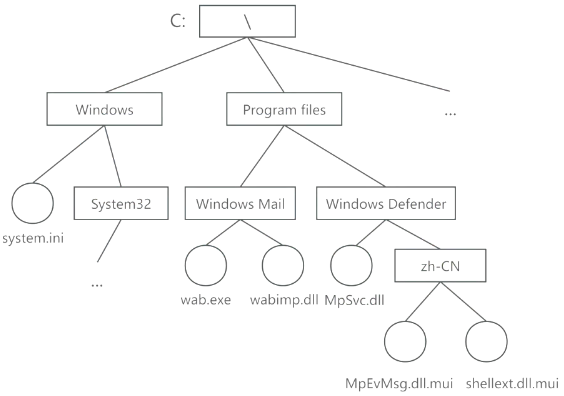 C: \
Windows
Program files
...
System32
Windows Mail
Windows Defender
system.ini
...
zh-CN
wab.exe
wabimp.dll
MpSvc.dll
MpEvMsg.dll.mui
shellext.dll.mui